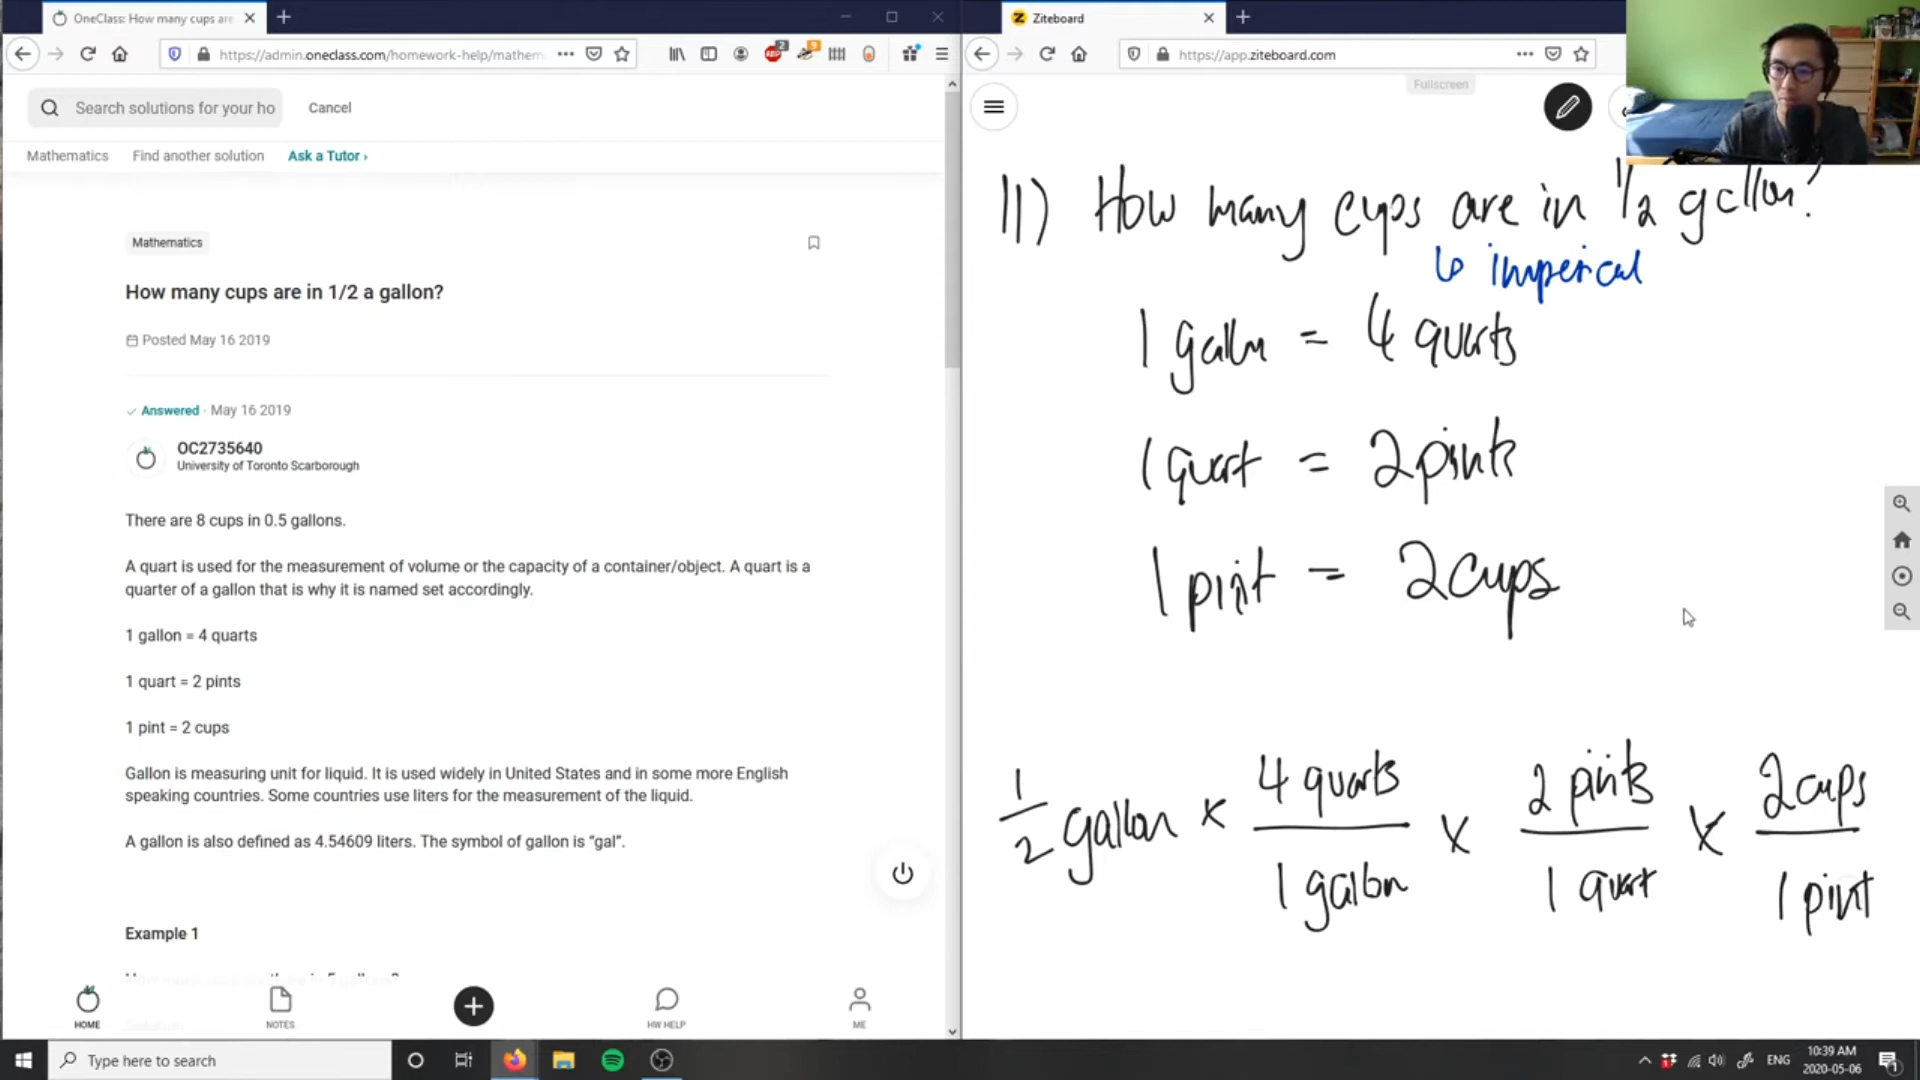 OneClass: How many cups are
https://admin.oneclass.com/homework-help/mathem
Search solutions for your ho
Cancel
Mathematics
Find another solution
Ask a Tutor ›
Mathematics
How many cups are in 1/2 a gallon?
Posted May 16 2019
Answered · May 16 2019
OC2735640
University of Toronto Scarborough
There are 8 cups in 0.5 gallons.
A quart is used for the measurement of volume or the capacity of a container/object. A quart is a
quarter of a gallon that is why it is named set accordingly.
1 gallon = 4 quarts
1 quart = 2 pints
1 pint = 2 cups
Gallon is measuring unit for liquid. It is used widely in United States and in some more English
speaking countries. Some countries use liters for the measurement of the liquid.
A gallon is also defined as 4.54609 liters. The symbol of gallon is “gal”.
Example 1
HOME
NOTES
HW HELP
ME
Ziteboard
https://app.ziteboard.com
Fullscreen
11) How many cups are in 1/2 gallon?
↳ imperial
1 gallon = 4 quarts
1 quart = 2 pints
1 pint = 2 cups
1/2 gallon x 4 quarts / 1 gallon x 2 pints / 1 quart x 2 cups / 1 pint
Type here to search
ENG
10:39 AM
2020-05-06